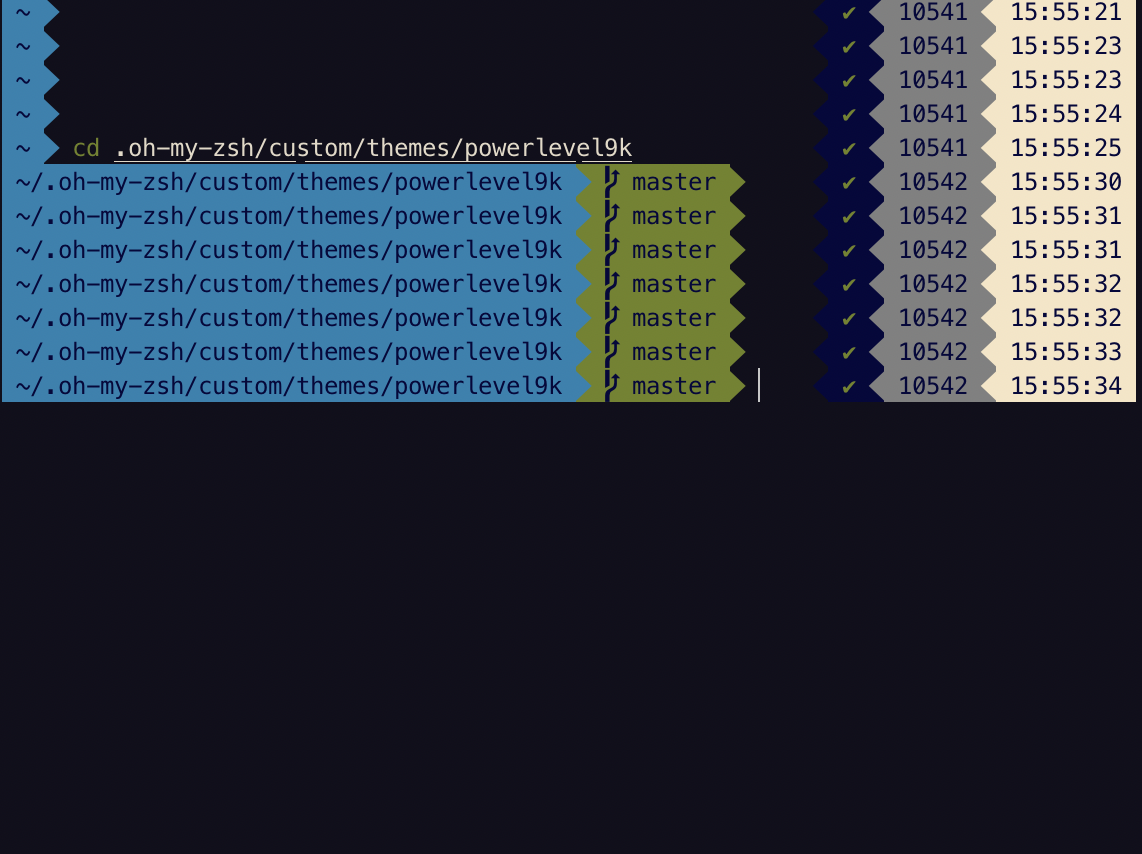 ~ ✔ 10541 15:55:21
~ ✔ 10541 15:55:23
~ ✔ 10541 15:55:23
~ ✔ 10541 15:55:24
~ cd .oh-my-zsh/custom/themes/powerlevel9k ✔ 10541 15:55:25
~/.oh-my-zsh/custom/themes/powerlevel9k master ✔ 10542 15:55:30
~/.oh-my-zsh/custom/themes/powerlevel9k master ✔ 10542 15:55:31
~/.oh-my-zsh/custom/themes/powerlevel9k master ✔ 10542 15:55:31
~/.oh-my-zsh/custom/themes/powerlevel9k master ✔ 10542 15:55:32
~/.oh-my-zsh/custom/themes/powerlevel9k master ✔ 10542 15:55:32
~/.oh-my-zsh/custom/themes/powerlevel9k master ✔ 10542 15:55:33
~/.oh-my-zsh/custom/themes/powerlevel9k master ✔ 10542 15:55:34